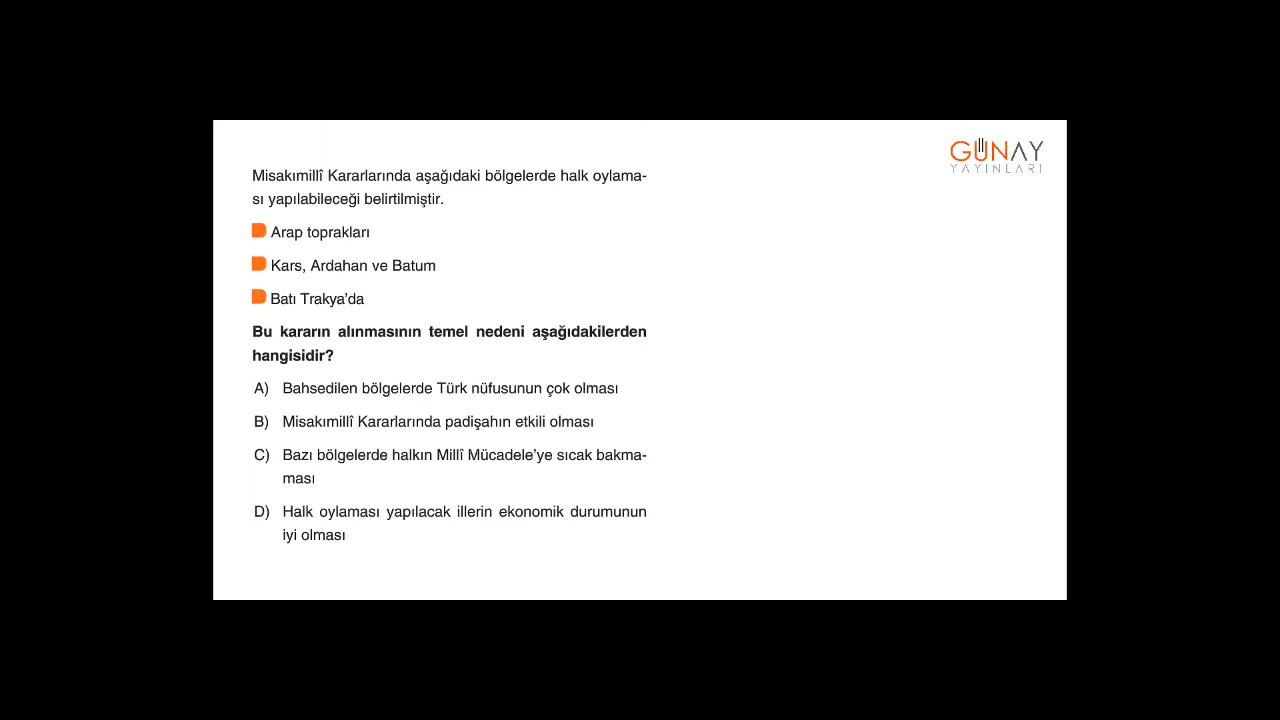 GÜNAY
YAYINLARI
Misakımillî Kararlarında aşağıdaki bölgelerde halk oylama-
sı yapılabileceği belirtilmiştir.
Arap toprakları
Kars, Ardahan ve Batum
Batı Trakya’da
Bu kararın alınmasının temel nedeni aşağıdakilerden
hangisidir?
A) Bahsedilen bölgelerde Türk nüfusunun çok olması
B) Misakımillî Kararlarında padişahın etkili olması
C) Bazı bölgelerde halkın Millî Mücadele’ye sıcak bakma-
ması
D) Halk oylaması yapılacak illerin ekonomik durumunun
iyi olması